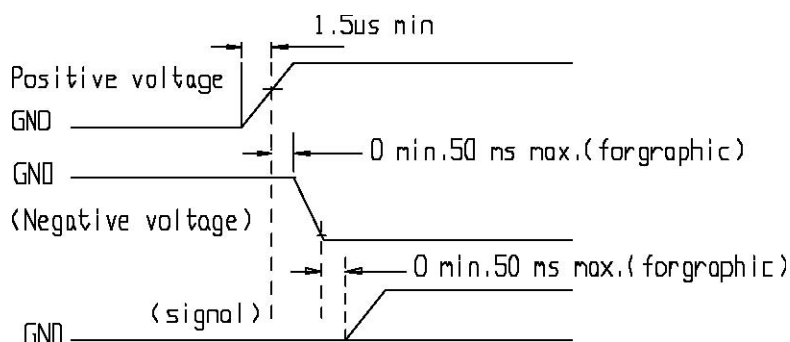 1.5us min
Positive voltage
GND
0 min.50 ms max.(forgraphic)
GND
(Negative voltage)
0 min.50 ms max.(forgraphic)
(signal)
GND